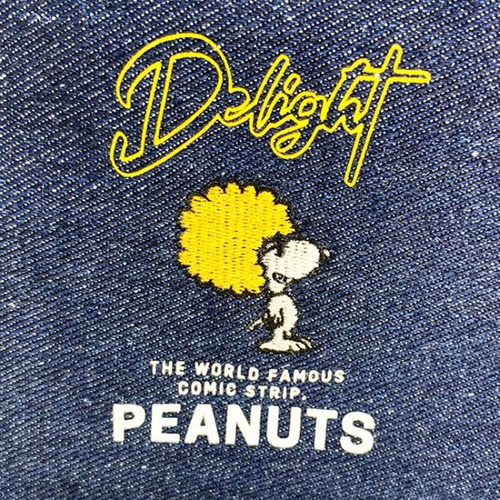 Delight
THE WORLD FAMOUS
COMIC STRIP.
PEANUTS